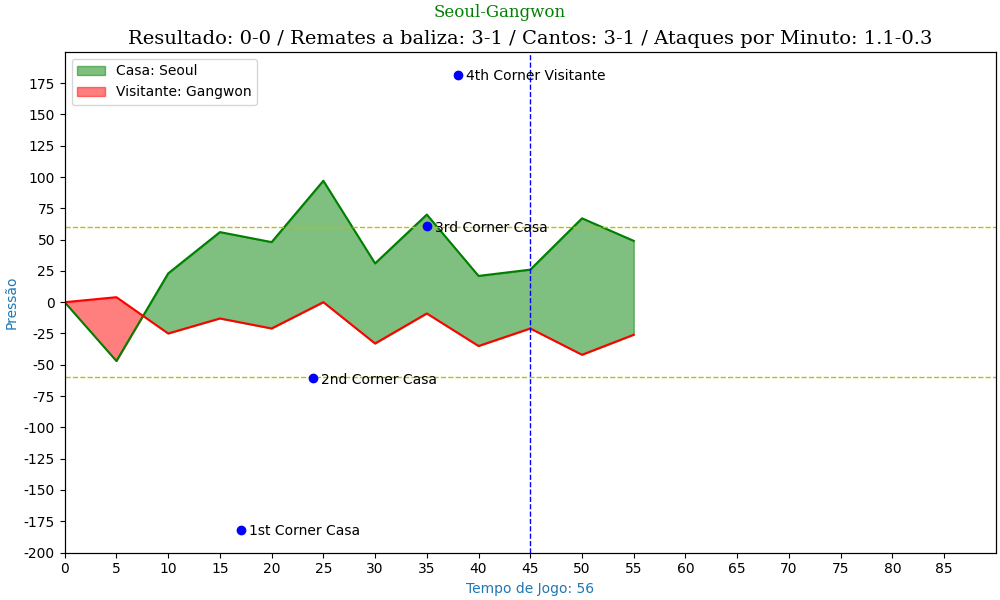 Seoul-Gangwon
Resultado: 0-0 / Remates a baliza: 3-1 / Cantos: 3-1 / Ataques por Minuto: 1.1-0.3
Casa: Seoul
Visitante: Gangwon
4th Corner Visitante
3rd Corner Casa
2nd Corner Casa
1st Corner Casa
Pressão
175
150
125
100
75
50
25
0
-25
-50
-75
-100
-125
-150
-175
-200
0 5 10 15 20 25 30 35 40 45 50 55 60 65 70 75 80 85
Tempo de Jogo: 56